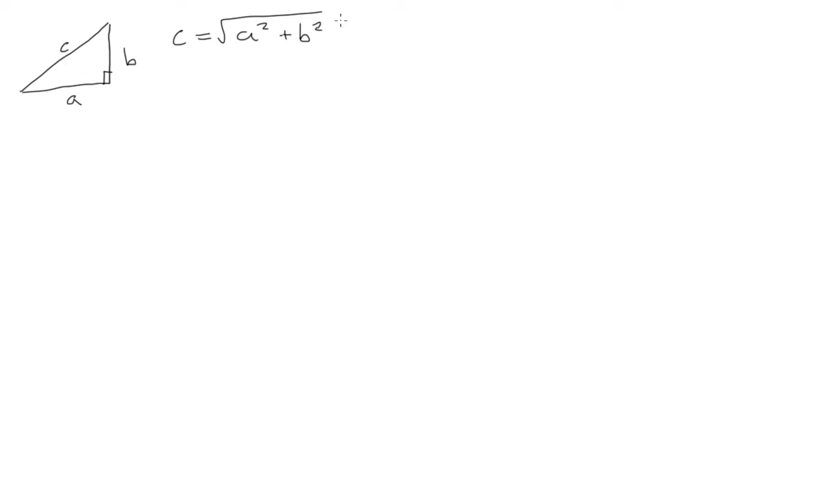 c = √(a² + b²)
c
b
a